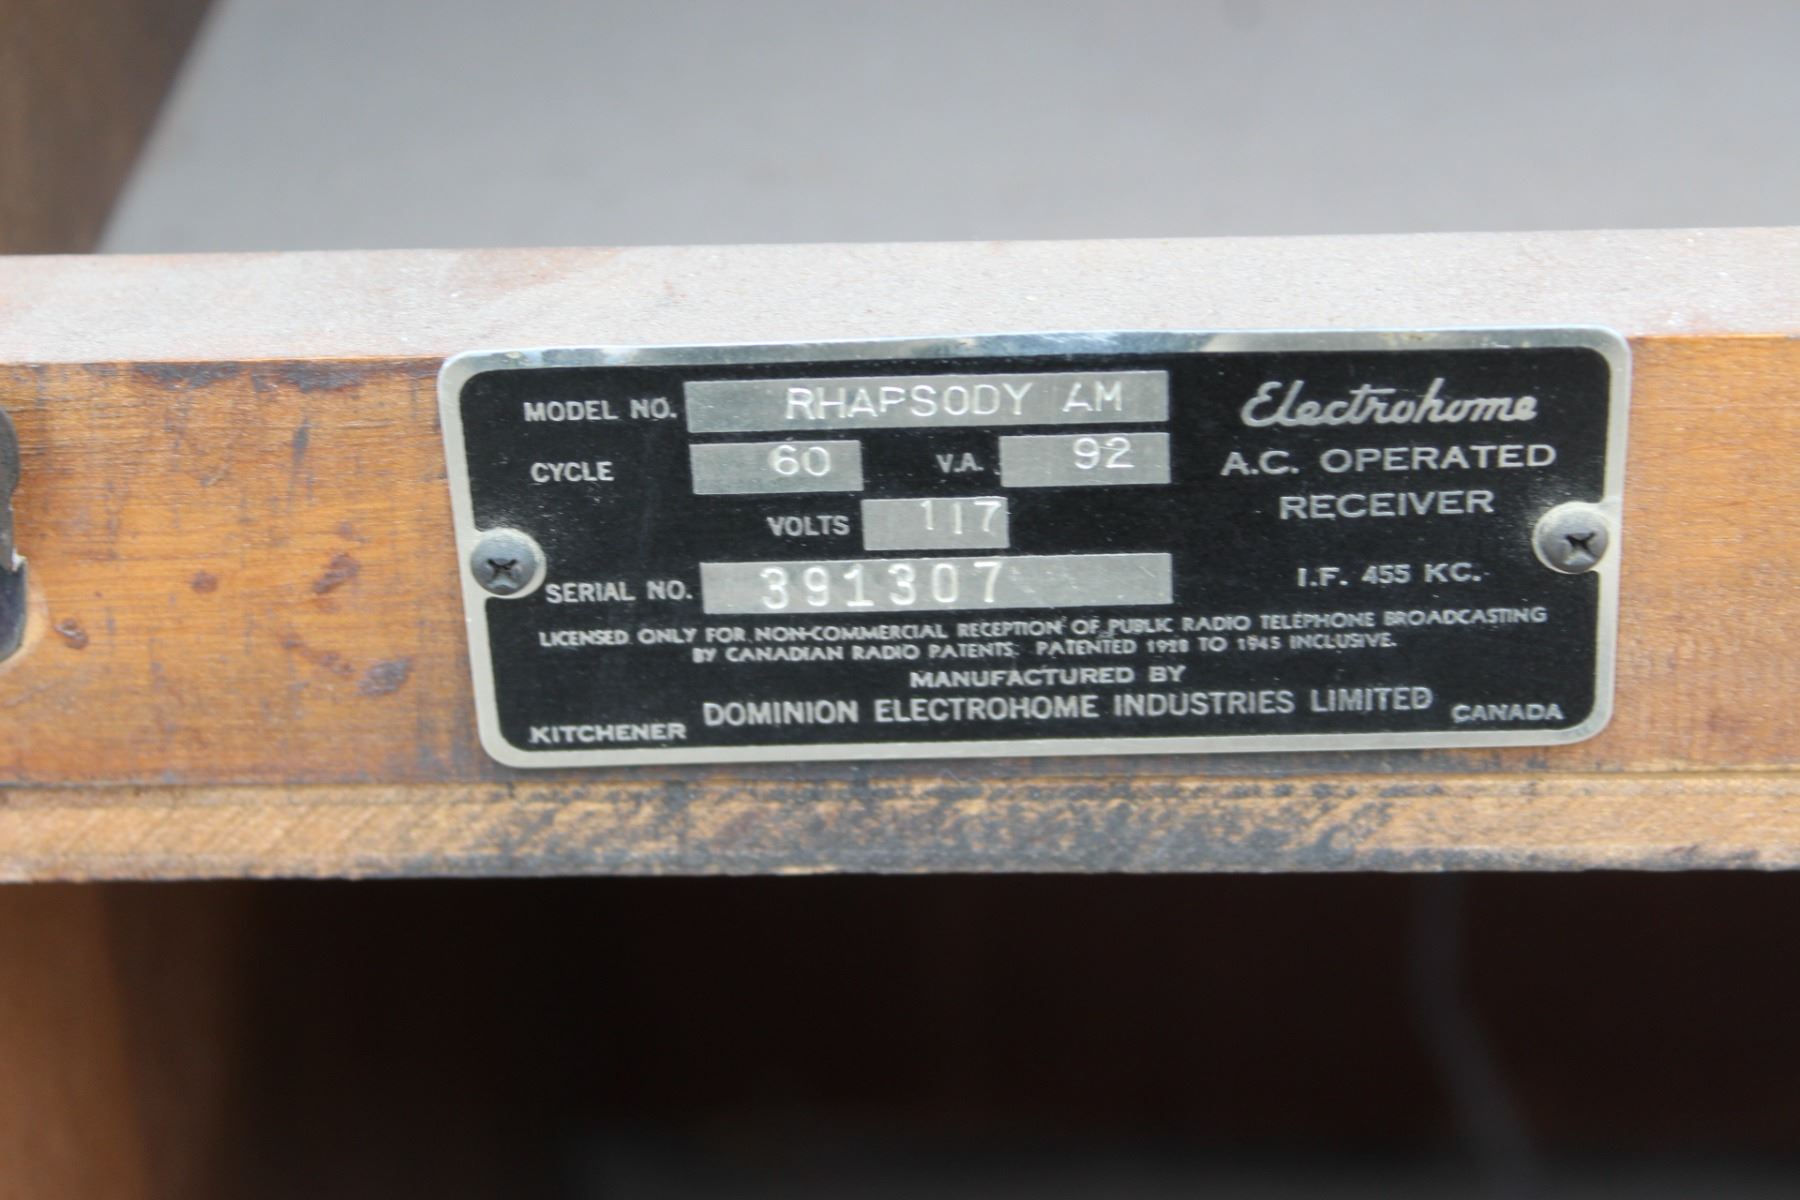 MODEL NO. RHAPSODY AM
CYCLE 60 V.A. 92
VOLTS 117
SERIAL NO. 391307
Electrohome
A.C. OPERATED
RECEIVER
I.F. 455 KC.
LICENSED ONLY FOR NON-COMMERCIAL RECEPTION OF PUBLIC RADIO TELEPHONE BROADCASTING
BY CANADIAN RADIO PATENTS. PATENTED 1928 TO 1945 INCLUSIVE.
MANUFACTURED BY
KITCHENER DOMINION ELECTROHOME INDUSTRIES LIMITED CANADA